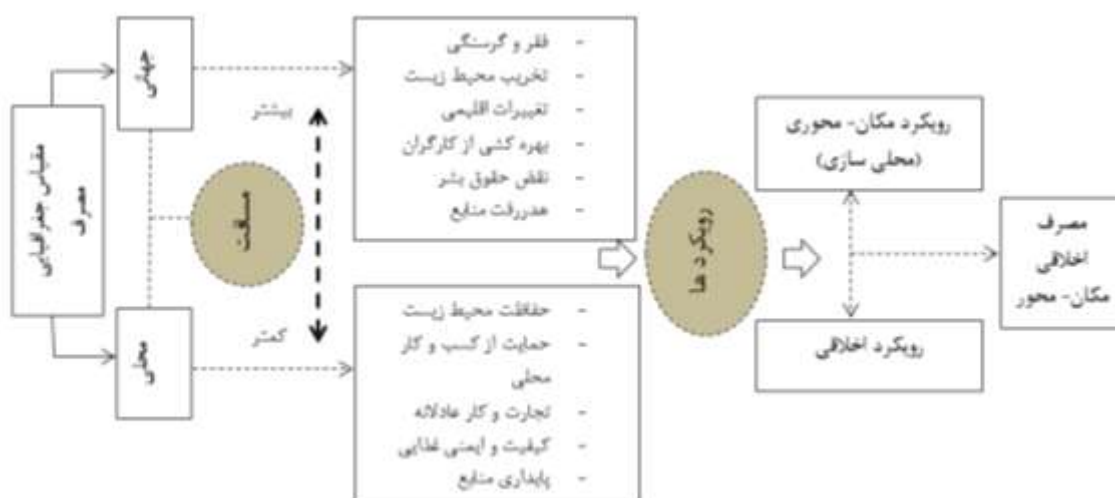 مقیاس جغرافیایی
مصرف
جهانی
محلی
مسافت
بیشتر
کمتر
- فقر و گرسنگی
- تخریب محیط زیست
- تغییرات اقلیمی
- بهره کشی از کارگران
- نقض حقوق بشر
- هدررفت منابع
- حفاظت محیط زیست
- حمایت از کسب و کار
محلی
- تجارت و کار عادلانه
- کیفیت و ایمنی غذایی
- پایداری منابع
رویکرد ها
رویکرد مکان- محوری
(محلی سازی)
رویکرد اخلاقی
مصرف
اخلاقی
مکان- محور